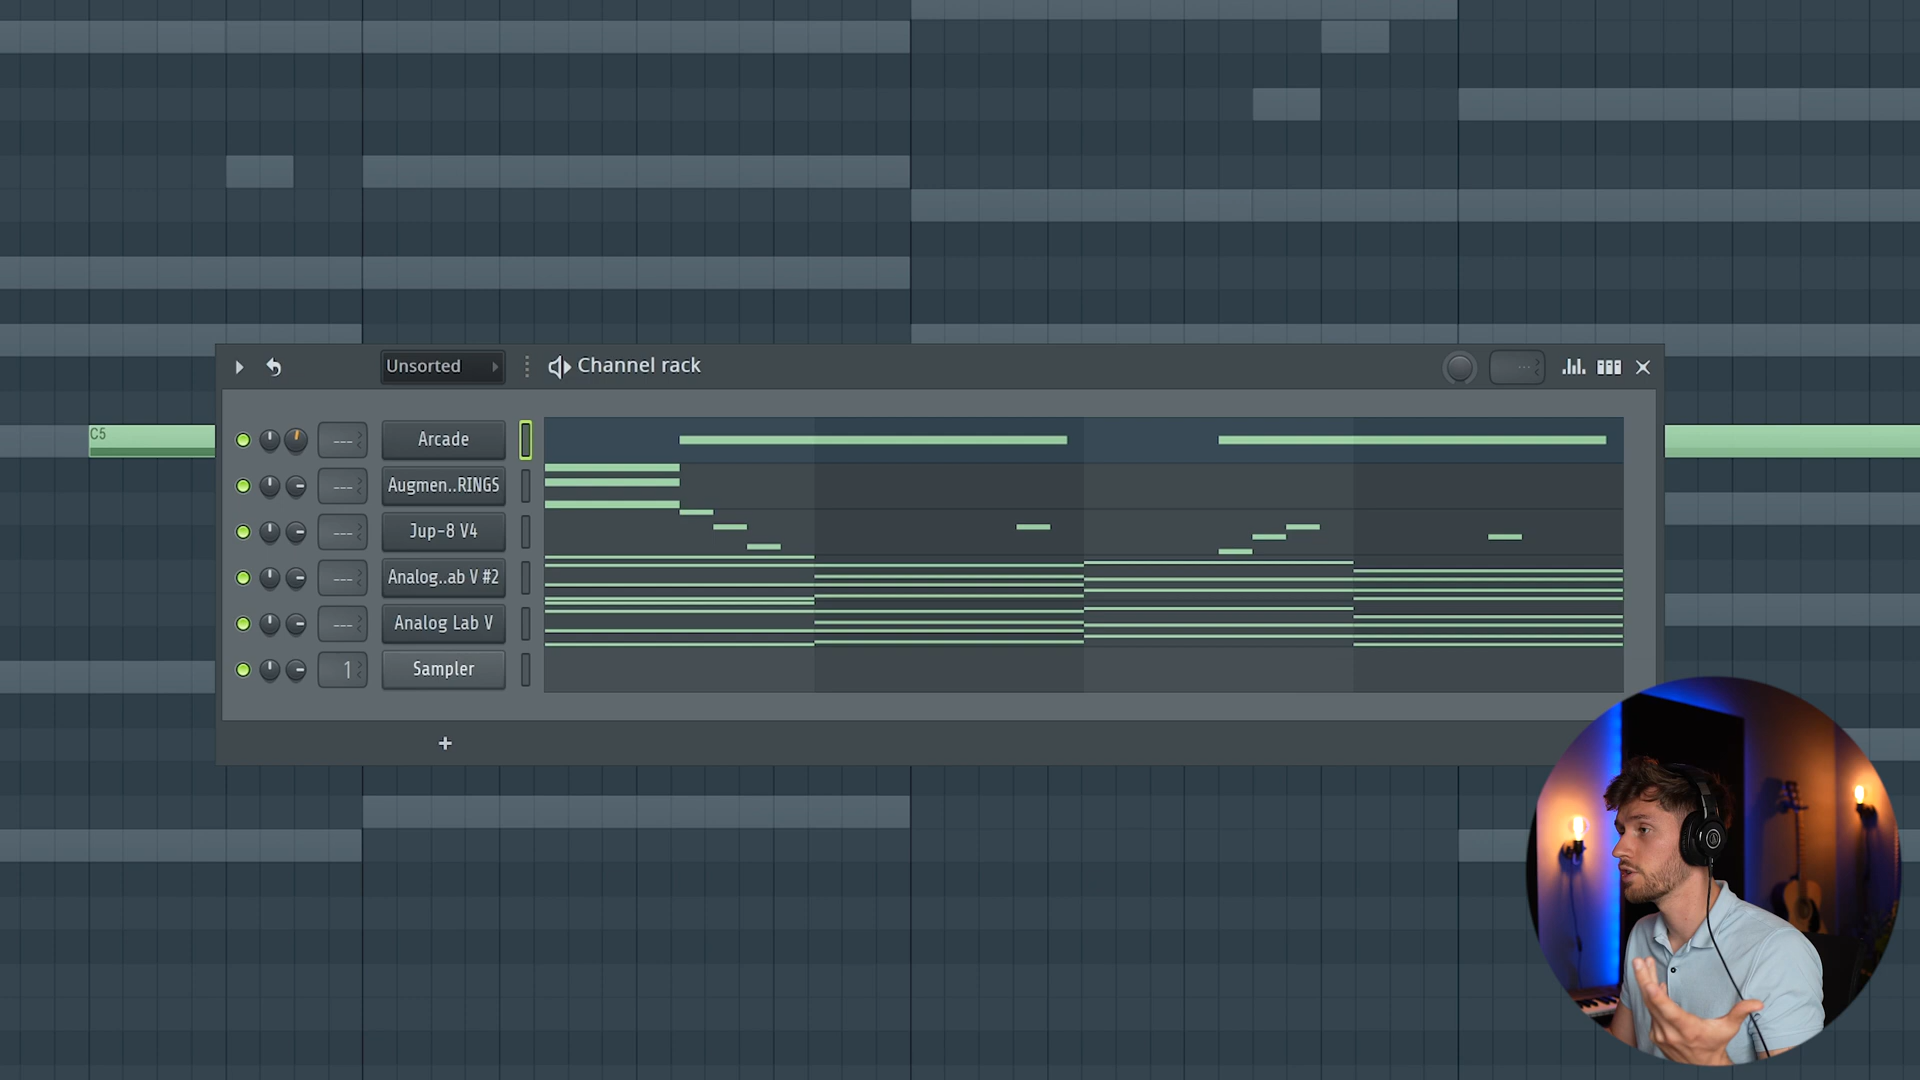 Unsorted
Channel rack
C5
--- Arcade
--- Augmen..RINGS
--- Jup-8 V4
--- Analog..ab V #2
--- Analog Lab V
1 Sampler
+